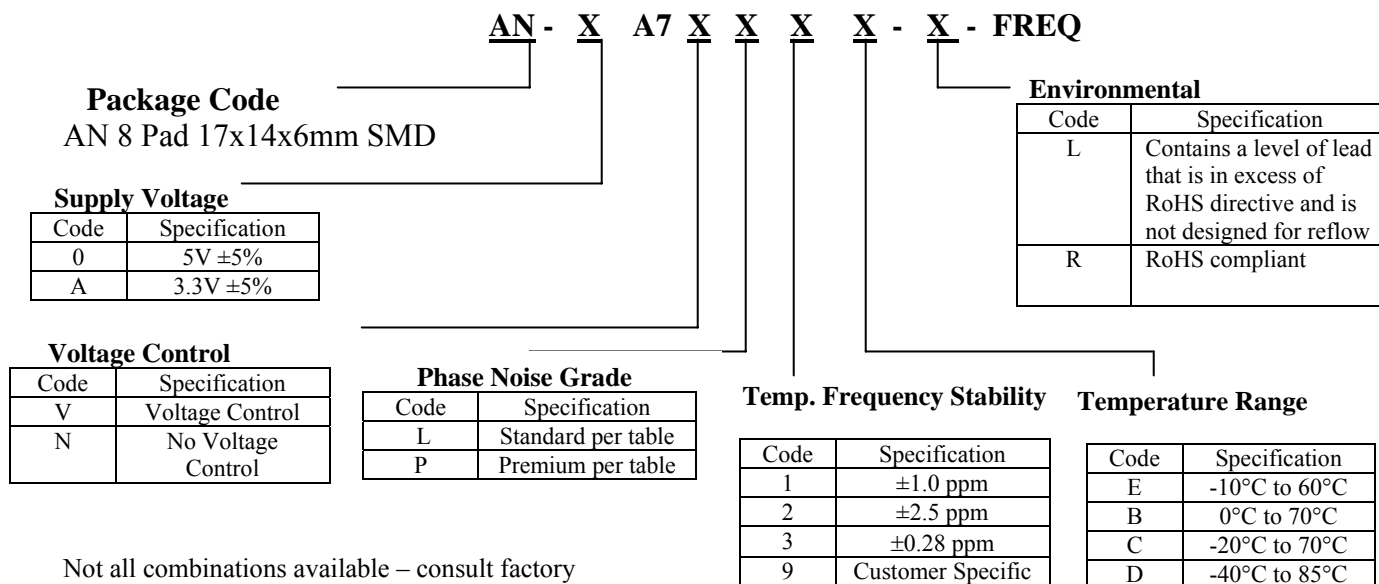 AN - X A7 X X X X - X - FREQ
Package Code
AN 8 Pad 17x14x6mm SMD
Environmental
Code Specification
L Contains a level of lead
that is in excess of
RoHS directive and is
not designed for reflow
R RoHS compliant
Supply Voltage
Code Specification
0 5V ±5%
A 3.3V ±5%
Voltage Control
Code Specification
V Voltage Control
N No Voltage
Control
Phase Noise Grade
Code Specification
L Standard per table
P Premium per table
Temp. Frequency Stability
Code Specification
1 ±1.0 ppm
2 ±2.5 ppm
3 ±0.28 ppm
9 Customer Specific
Temperature Range
Code Specification
E -10°C to 60°C
B 0°C to 70°C
C -20°C to 70°C
D -40°C to 85°C
Not all combinations available – consult factory